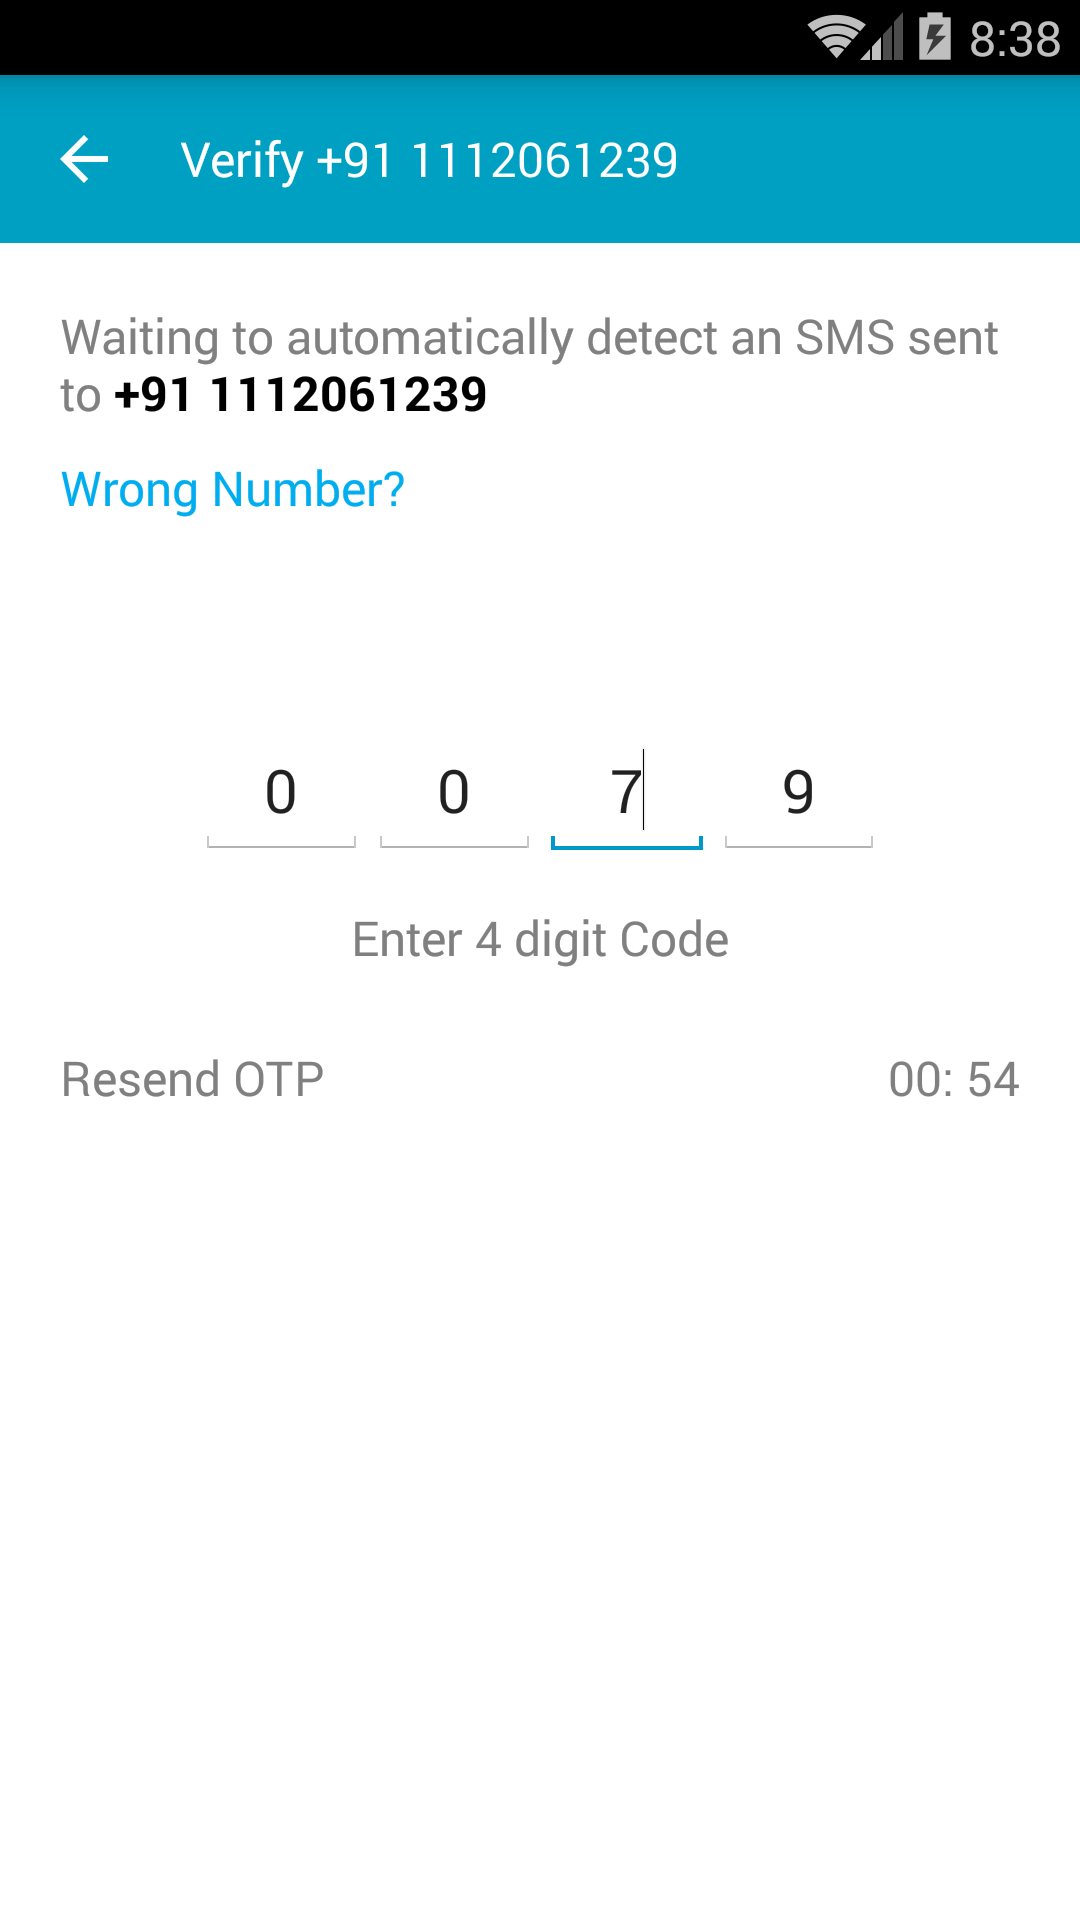 8:38
Verify +91 1112061239
Waiting to automatically detect an SMS sent
to +91 1112061239
Wrong Number?
0 0 7 9
Enter 4 digit Code
Resend OTP 00: 54